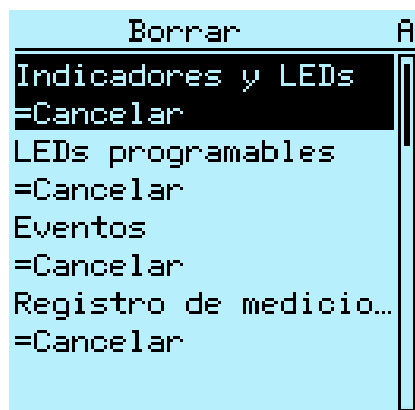 Borrar A
Indicadores y LEDs
=Cancelar
LEDs programables
=Cancelar
Eventos
=Cancelar
Registro de medicio…
=Cancelar